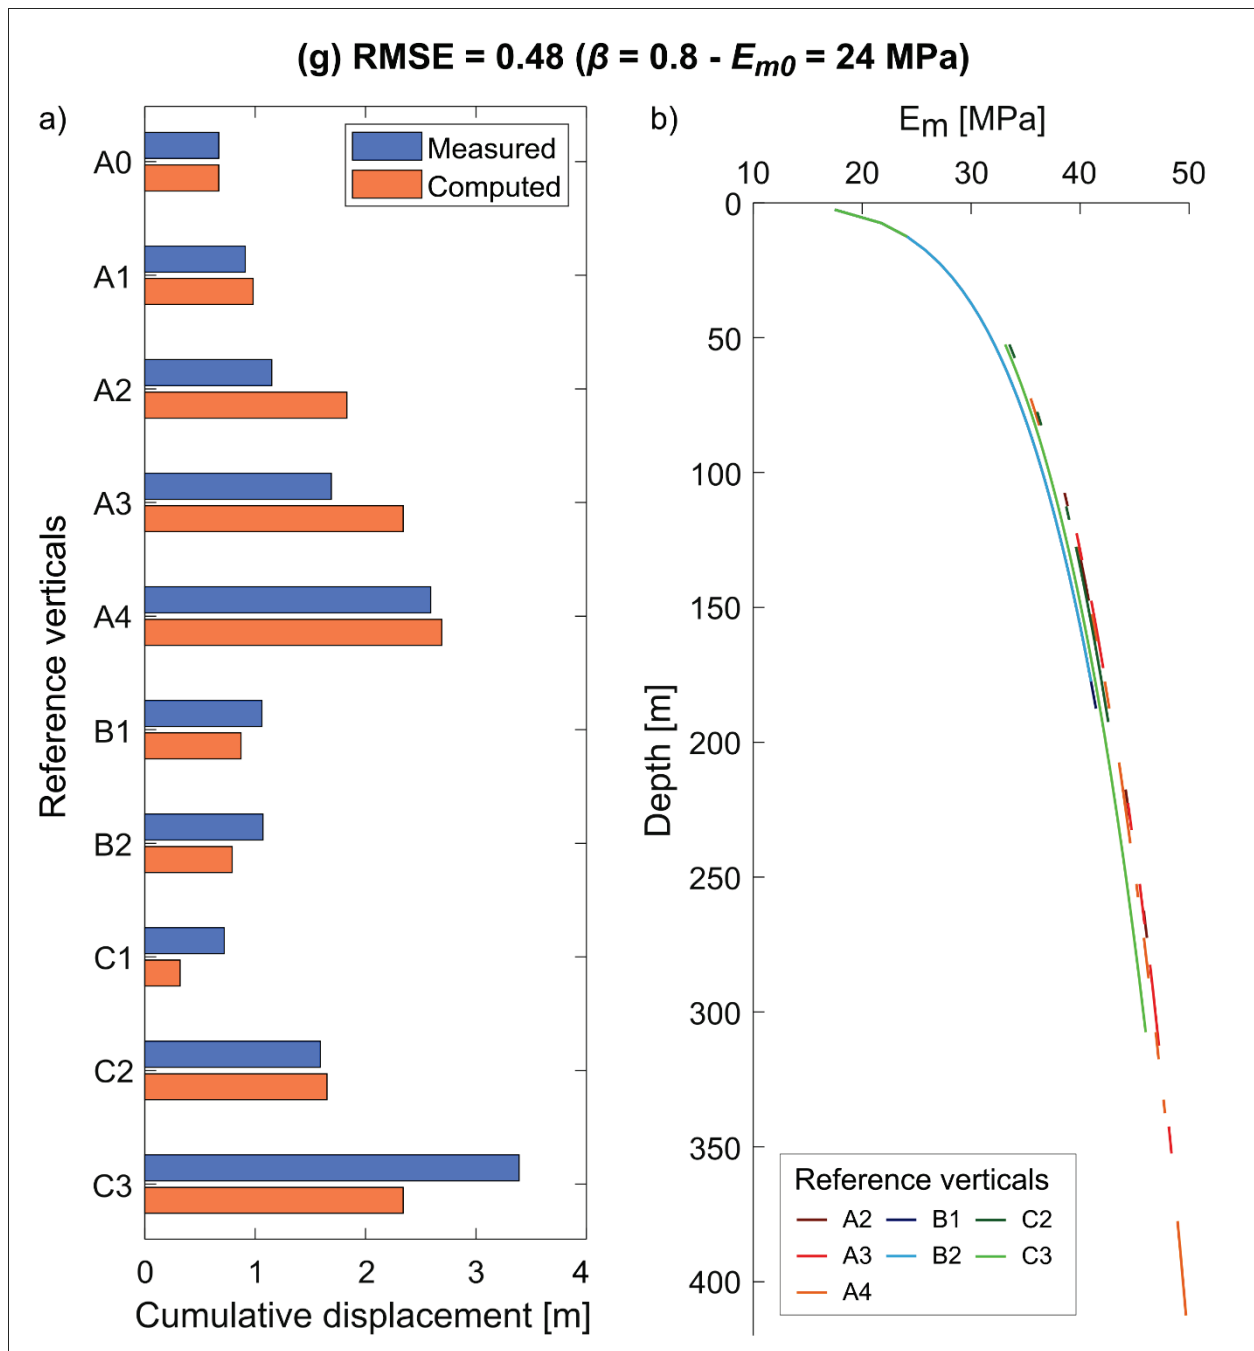 (g) RMSE = 0.48 (β = 0.8 - Em0 = 24 MPa)
a)
Measured
Computed
A0
A1
A2
A3
A4
B1
B2
C1
C2
C3
Reference verticals
0 1 2 3 4
Cumulative displacement [m]
b)
Em [MPa]
10 20 30 40 50
0
50
100
150
200
250
300
350
400
Depth [m]
Reference verticals
A2 B1 C2
A3 B2 C3
A4